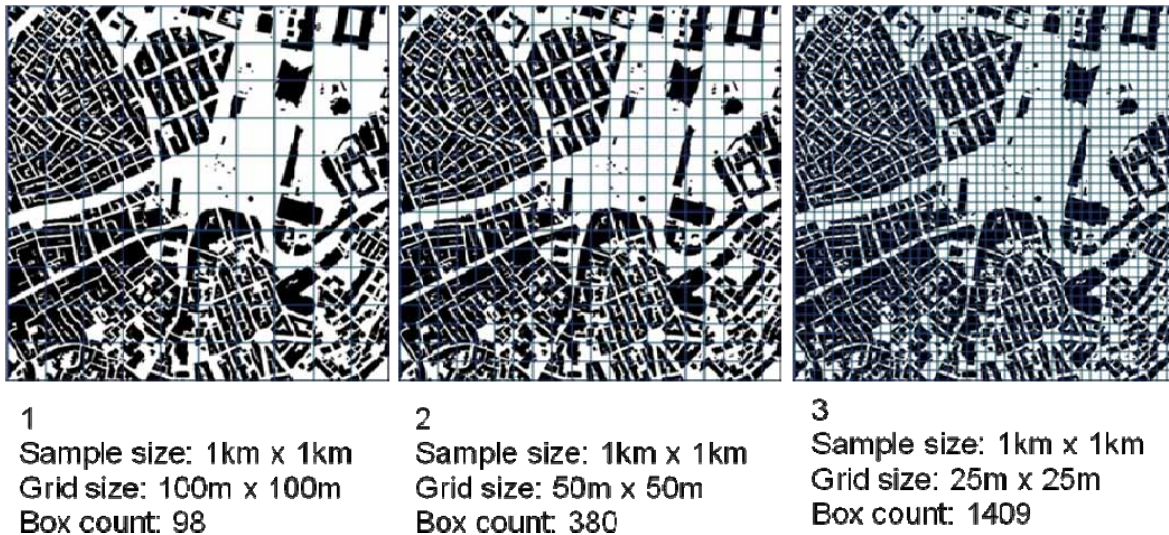 1
Sample size: 1km x 1km
Grid size: 100m x 100m
Box count: 98
2
Sample size: 1km x 1km
Grid size: 50m x 50m
Box count: 380
3
Sample size: 1km x 1km
Grid size: 25m x 25m
Box count: 1409